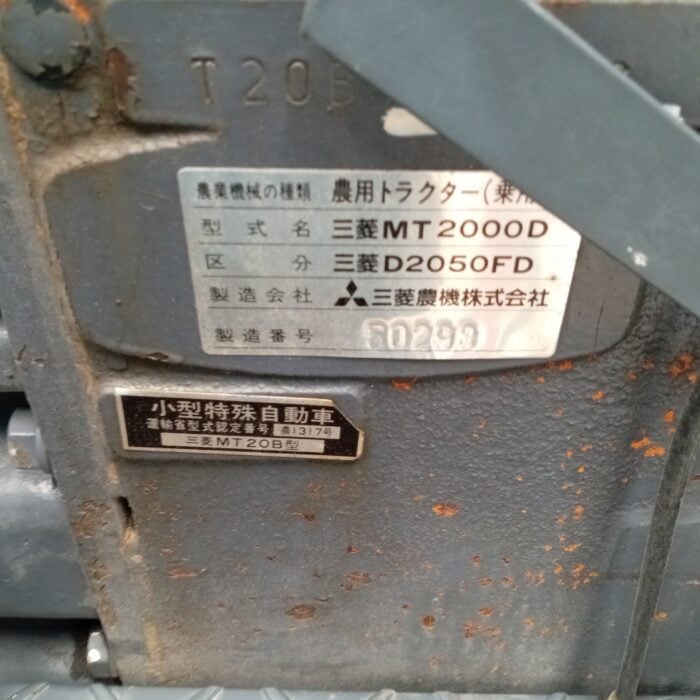 T20B
農業機械の種類 農用トラクター(乗用
型式名 三菱MT2000D
区分 三菱D2050FD
製造会社 三菱農機株式会社
製造番号 80299
小型特殊自動車
運輸省型式認定番号 農1317号
三菱MT20B型